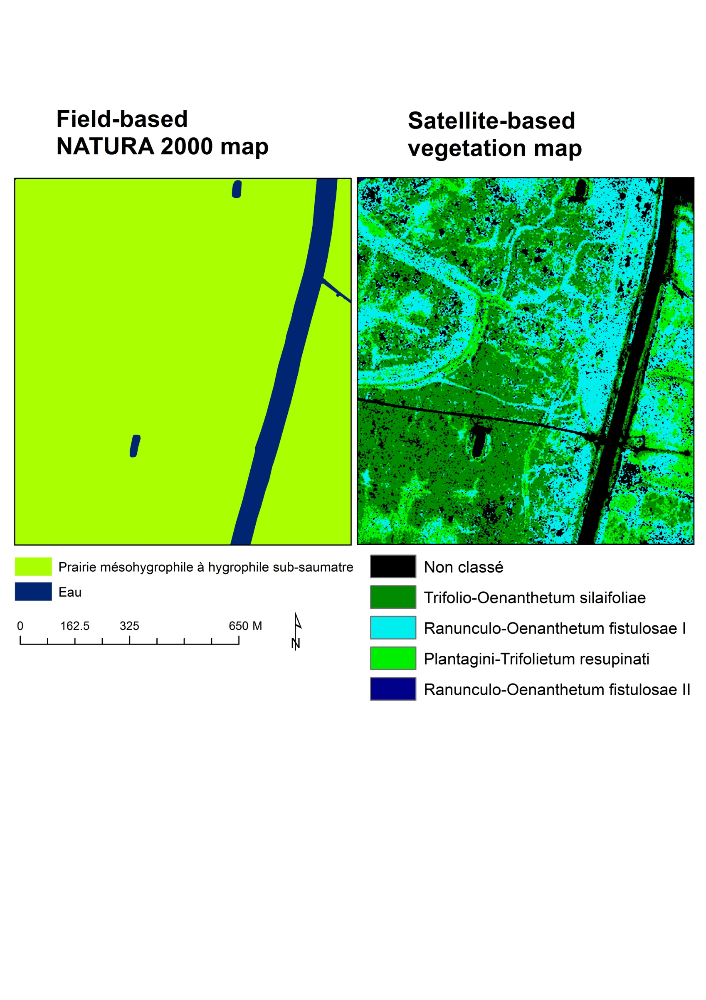 Field-based
NATURA 2000 map
Satellite-based
vegetation map
Prairie mésohygrophile à hygrophile sub-saumatre
Eau
0 162.5 325 650 M
N
Non classé
Trifolio-Oenanthetum silaifoliae
Ranunculo-Oenanthetum fistulosae I
Plantagini-Trifolietum resupinati
Ranunculo-Oenanthetum fistulosae II